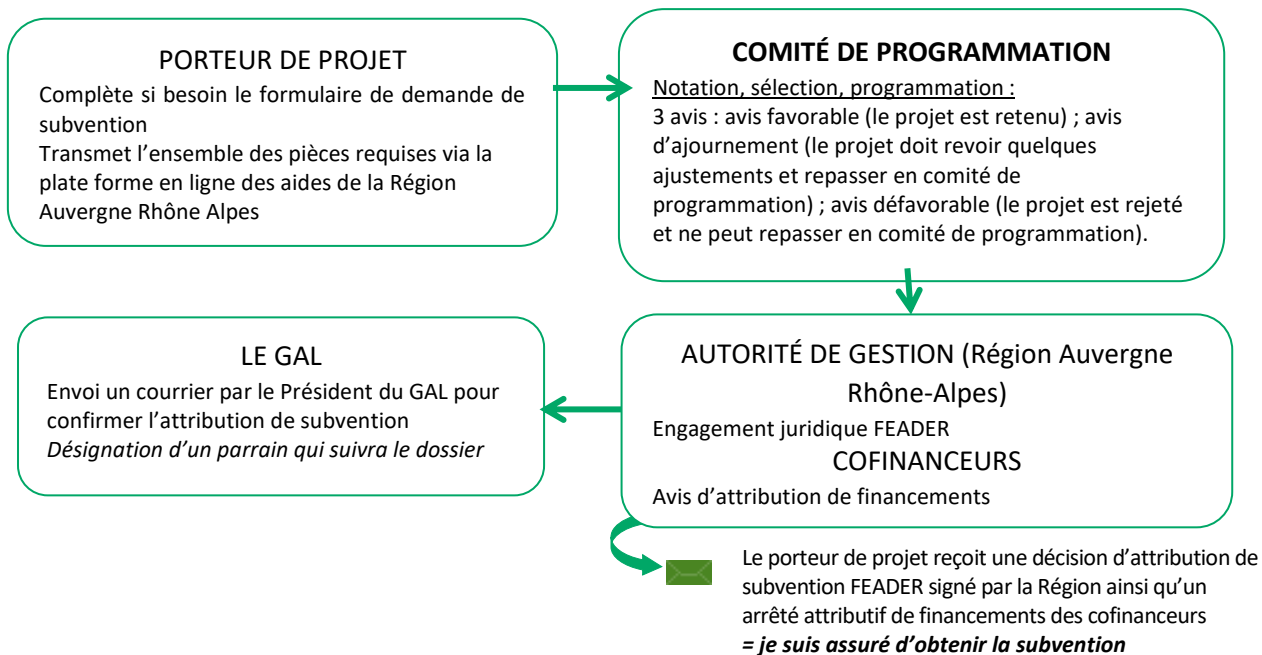 PORTEUR DE PROJET
Complète si besoin le formulaire de demande de
subvention
Transmet l’ensemble des pièces requises via la
plate forme en ligne des aides de la Région
Auvergne Rhône Alpes
COMITÉ DE PROGRAMMATION
Notation, sélection, programmation :
3 avis : avis favorable (le projet est retenu) ; avis
d’ajournement (le projet doit revoir quelques
ajustements et repasser en comité de
programmation) ; avis défavorable (le projet est rejeté
et ne peut repasser en comité de programmation).
LE GAL
Envoi un courrier par le Président du GAL pour
confirmer l’attribution de subvention
Désignation d’un parrain qui suivra le dossier
AUTORITÉ DE GESTION (Région Auvergne
Rhône-Alpes)
Engagement juridique FEADER
COFINANCEURS
Avis d’attribution de financements
Le porteur de projet reçoit une décision d’attribution de
subvention FEADER signé par la Région ainsi qu’un
arrêté attributif de financements des cofinanceurs
= je suis assuré d’obtenir la subvention